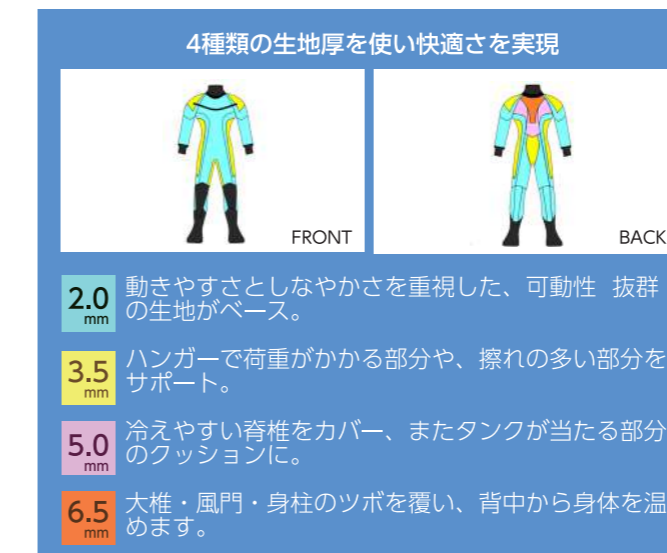 4種類の生地厚を使い快適さを実現
FRONT
BACK
2.0 mm
動きやすさとしなやかさを重視した、可動性 抜群
の生地がベース。
3.5 mm
ハンガーで荷重がかかる部分や、擦れの多い部分を
サポート。
5.0 mm
冷えやすい脊椎をカバー、またタンクが当たる部分
のクッションに。
6.5 mm
大椎・風門・身柱のツボを覆い、背中から身体を温
めます。